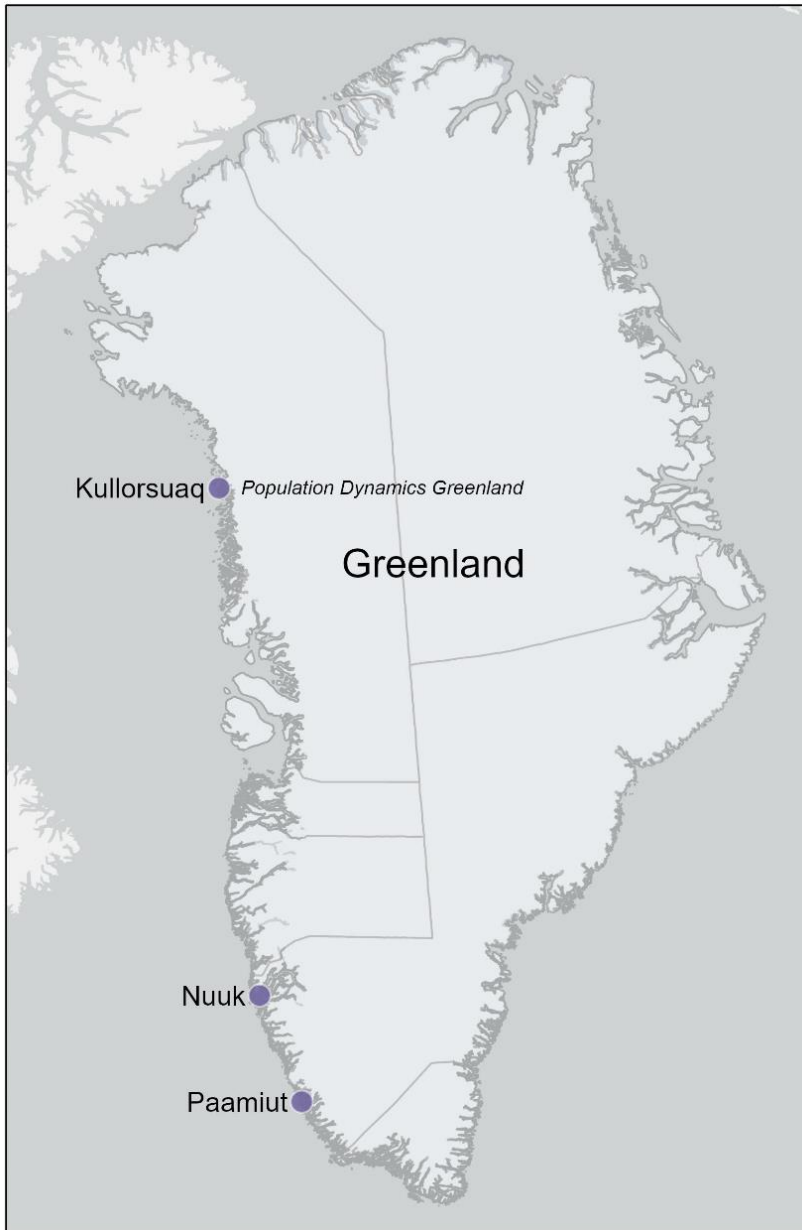 Kullorsuaq
Population Dynamics Greenland
Greenland
Nuuk
Paamiut